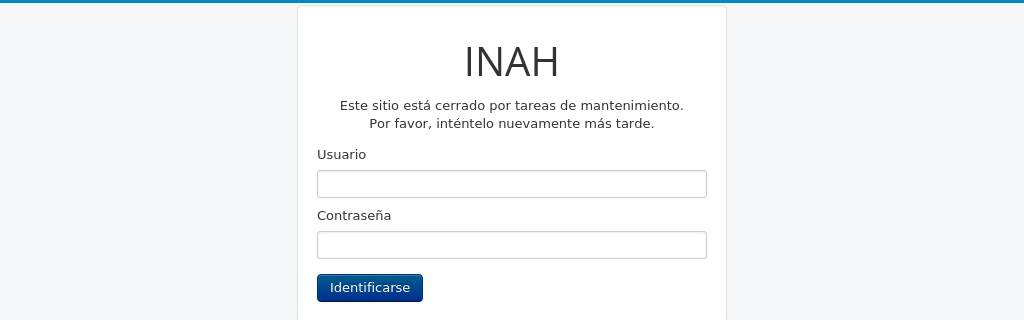 INAH
Este sitio está cerrado por tareas de mantenimiento.
Por favor, inténtelo nuevamente más tarde.
Usuario
Contraseña
Identificarse